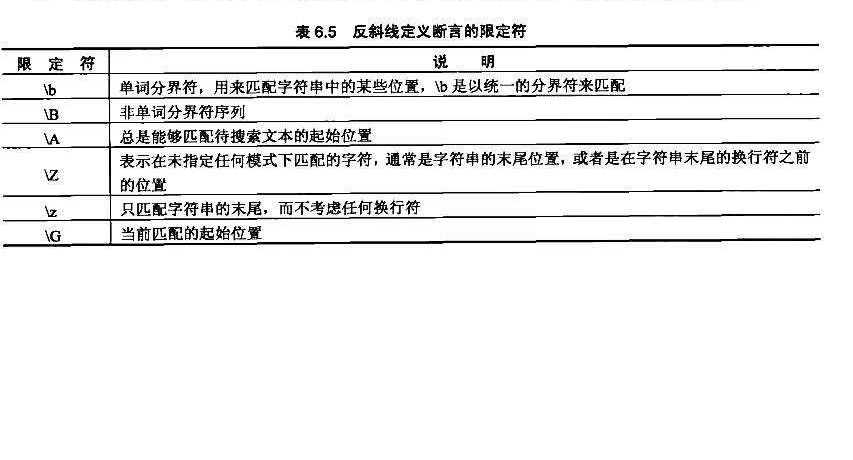 表 6.5 反斜线定义断言的限定符
限 定 符 说 明
\b 单词分界符，用来匹配字符串中的某些位置，\b 是以统一的分界符来匹配
\B 非单词分界符序列
\A 总是能够匹配待搜索文本的起始位置
\Z 表示在未指定任何模式下匹配的字符，通常是字符串的末尾位置，或者是在字符串末尾的换行符之前
的位置
\z 只匹配字符串的末尾，而不考虑任何换行符
\G 当前匹配的起始位置